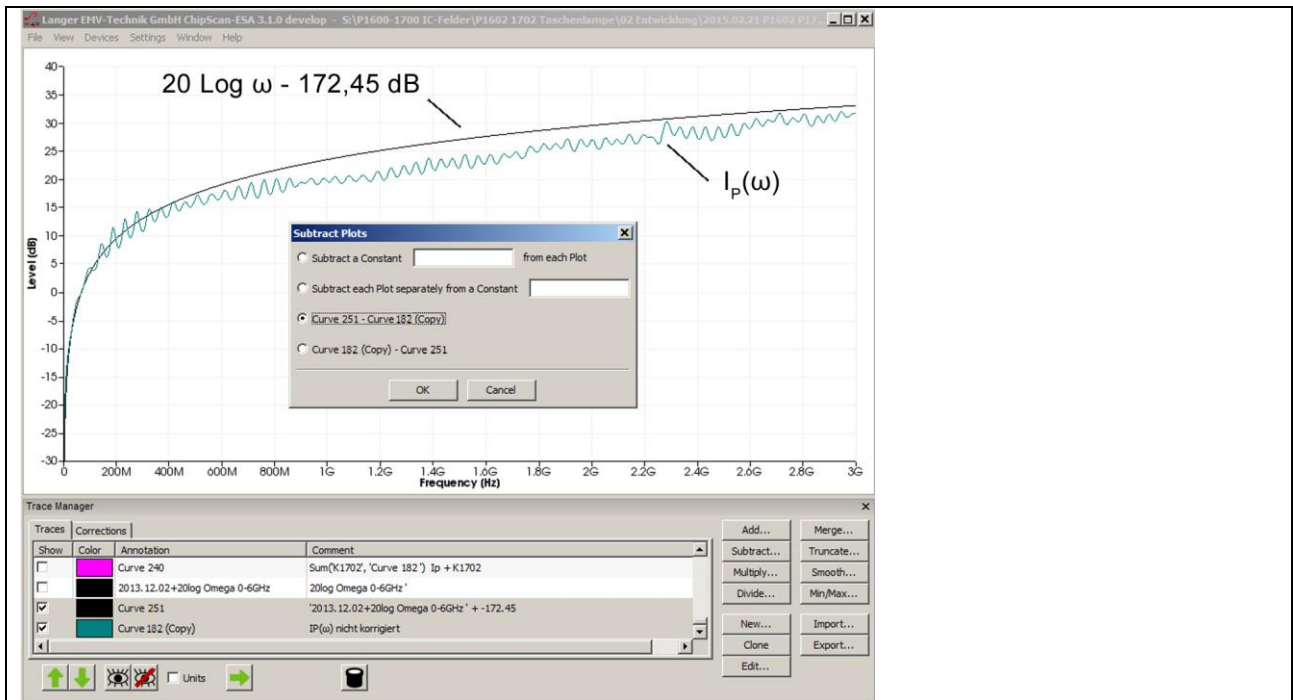 Langer EMV-Technik GmbH ChipScan-ESA 3.1.0 develop - S:\P1600-1700 IC-Felder\P1602 1702 Taschenlampe\02 Entwicklung\2015.02.21 P1602 P17...
File View Devices Settings Window Help
20 Log ω - 172,45 dB
I_P(ω)
Level (dB)
40
35
30
25
20
15
10
5
0
-5
-10
-15
-20
-25
-30
0 200M 400M 600M 800M 1G 1.2G 1.4G 1.6G 1.8G 2G 2.2G 2.4G 2.6G 2.8G 3G
Frequency (Hz)
Subtract Plots
Subtract a Constant from each Plot
Subtract each Plot separately from a Constant
Curve 251 - Curve 182 (Copy)
Curve 182 (Copy) - Curve 251
OK Cancel
Trace Manager
Traces Corrections
Show Color Annotation Comment
Curve 240 Sum('K1702', 'Curve 182 ') Ip + K1702
2013.12.02+20log Omega 0-6GHz 20log Omega 0-6GHz '
Curve 251 '2013.12.02+20log Omega 0-6GHz ' + -172.45
Curve 182 (Copy) IP(ω) nicht korrigiert
Units
Add... Merge...
Subtract... Truncate...
Multiply... Smooth...
Divide... Min/Max...
New... Import...
Clone Export...
Edit...